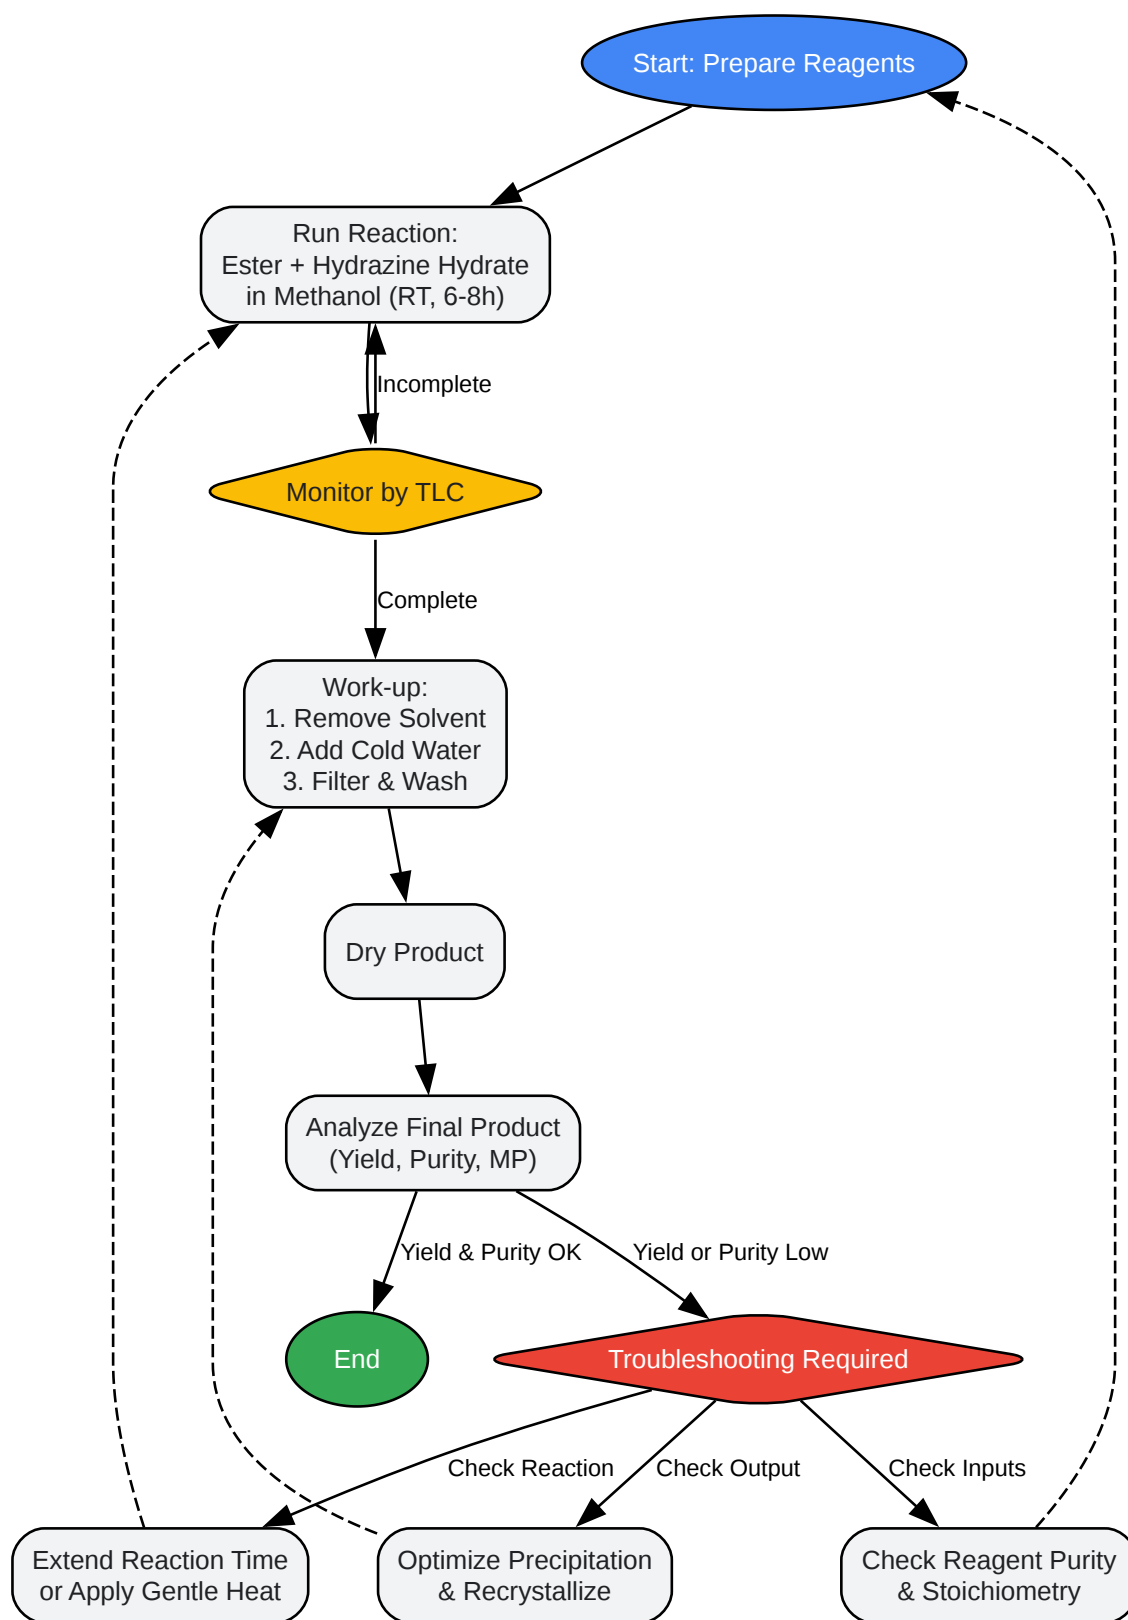 Start: Prepare Reagents
Run Reaction:
Ester + Hydrazine Hydrate
in Methanol (RT, 6-8h)
Incomplete
Monitor by TLC
Complete
Work-up:
1. Remove Solvent
2. Add Cold Water
3. Filter & Wash
Dry Product
Analyze Final Product
(Yield, Purity, MP)
Yield & Purity OK
Yield or Purity Low
End
Troubleshooting Required
Check Reaction
Check Output
Check Inputs
Extend Reaction Time
or Apply Gentle Heat
Optimize Precipitation
& Recrystallize
Check Reagent Purity
& Stoichiometry